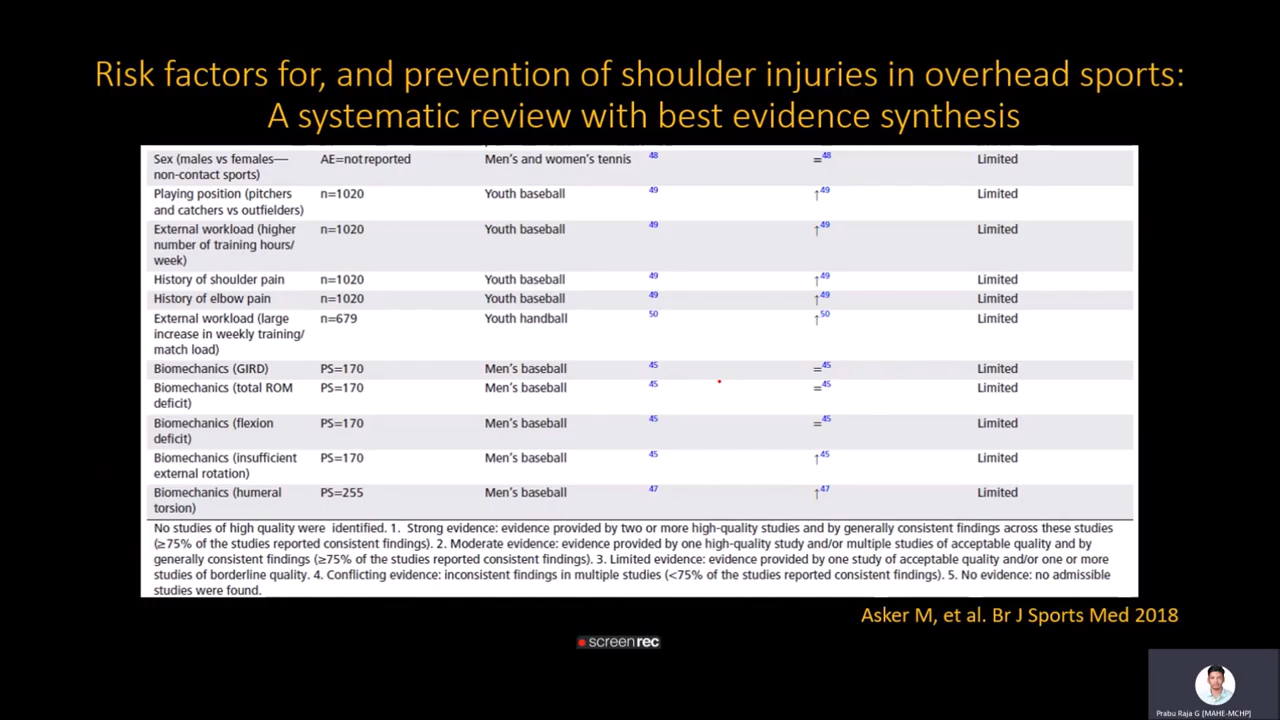 Risk factors for, and prevention of shoulder injuries in overhead sports:
A systematic review with best evidence synthesis
Sex (males vs females— AE=not reported Men's and women's tennis 48 =48 Limited
non-contact sports)
Playing position (pitchers n=1020 Youth baseball 49 ↑49 Limited
and catchers vs outfielders)
External workload (higher n=1020 Youth baseball 49 ↑49 Limited
number of training hours/
week)
History of shoulder pain n=1020 Youth baseball 49 ↑49 Limited
History of elbow pain n=1020 Youth baseball 49 ↑49 Limited
External workload (large n=679 Youth handball 50 ↑50 Limited
increase in weekly training/
match load)
Biomechanics (GIRD) PS=170 Men's baseball 45 =45 Limited
Biomechanics (total ROM PS=170 Men's baseball 45 =45 Limited
deficit)
Biomechanics (flexion PS=170 Men's baseball 45 =45 Limited
deficit)
Biomechanics (insufficient PS=170 Men's baseball 45 ↑45 Limited
external rotation)
Biomechanics (humeral PS=255 Men's baseball 47 ↑47 Limited
torsion)
No studies of high quality were identified. 1. Strong evidence: evidence provided by two or more high-quality studies and by generally consistent findings across these studies
(≥75% of the studies reported consistent findings). 2. Moderate evidence: evidence provided by one high-quality study and/or multiple studies of acceptable quality and by
generally consistent findings (≥75% of the studies reported consistent findings). 3. Limited evidence: evidence provided by one study of acceptable quality and/or one or more
studies of borderline quality. 4. Conflicting evidence: inconsistent findings in multiple studies (<75% of the studies reported consistent findings). 5. No evidence: no admissible
studies were found.
Asker M, et al. Br J Sports Med 2018
screenrec
Prabu Raja G [MAHE-MCHP]